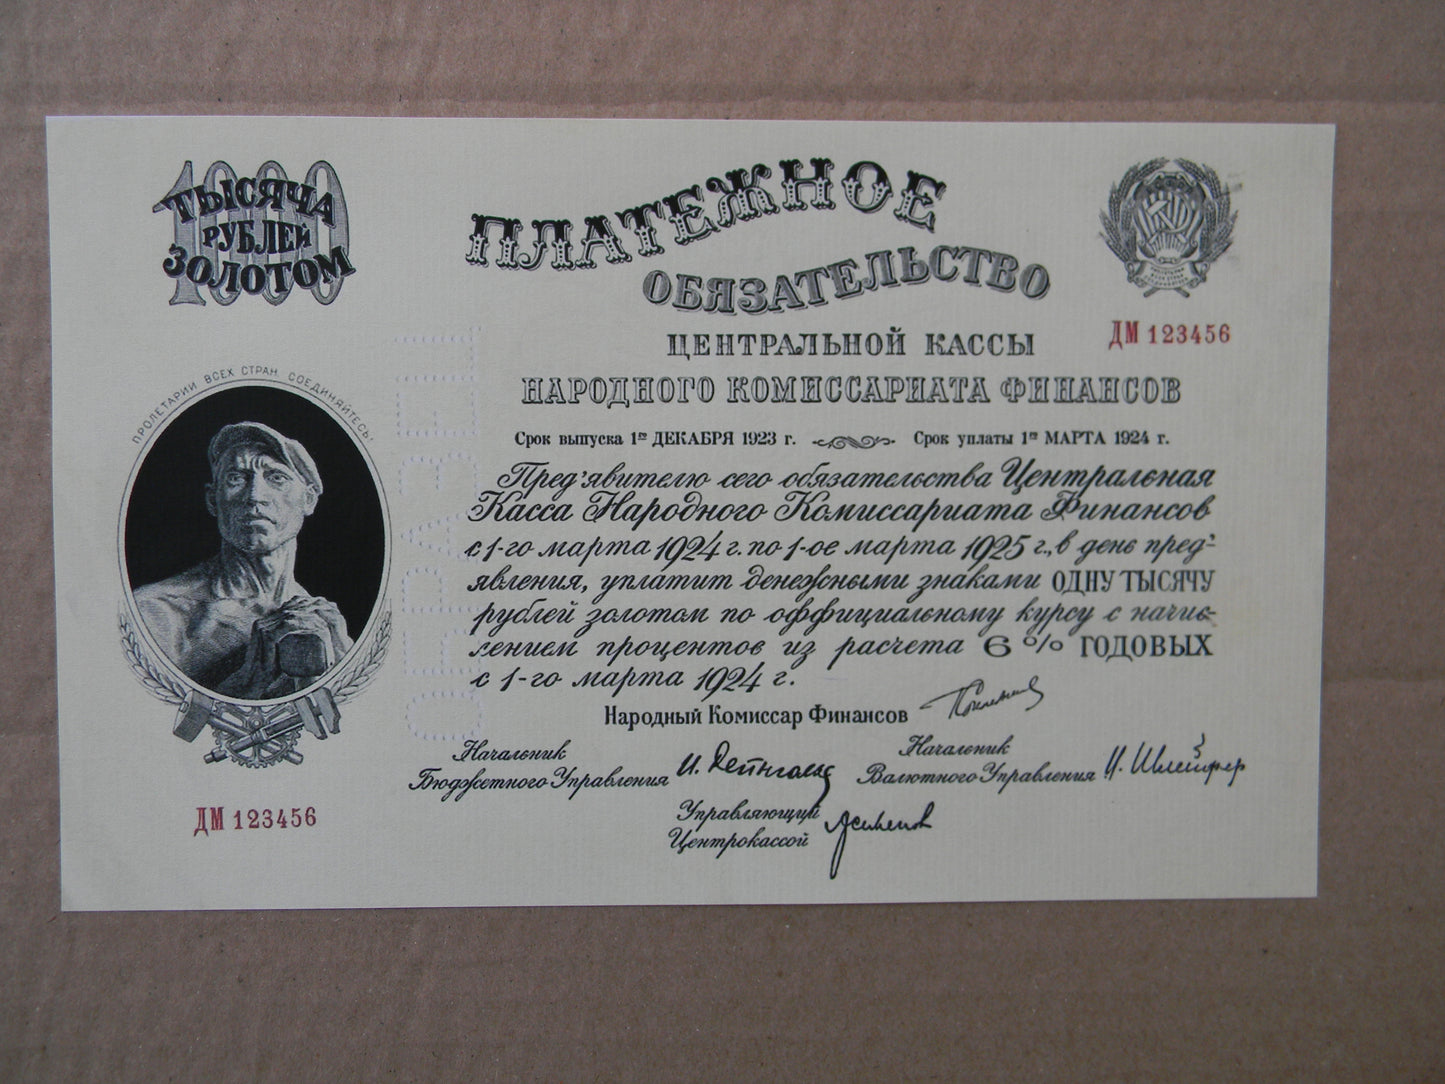 1000
ТЫСЯЧА
РУБЛЕЙ
ЗОЛОТОМ
ПЛАТЕЖНОЕ
ОБЯЗАТЕЛЬСТВО
ЦЕНТРАЛЬНОЙ КАССЫ
НАРОДНОГО КОМИССАРИАТА ФИНАНСОВ
ДМ 123456
Срок выпуска 1го ДЕКАБРЯ 1923 г. Срок уплаты 1го МАРТА 1924 г.
ПРОЛЕТАРИИ ВСЕХ СТРАН СОЕДИНЯЙТЕСЬ!
Пред'явителю сего обязательства Центральная
Касса Народного Комиссариата Финансов
с 1-го марта 1924 г. по 1-ое марта 1925 г., в день пред'-
явления, уплатит денежными знаками ОДНУ ТЫСЯЧУ
рублей золотом по оффициальному курсу с начис-
лением процентов из расчета 6% ГОДОВЫХ
с 1-го марта 1924 г.
Народный Комиссар Финансов
Начальник
Бюджетного Управления
Начальник
Валютного Управления
Управляющий
Центрокассой
ДМ 123456